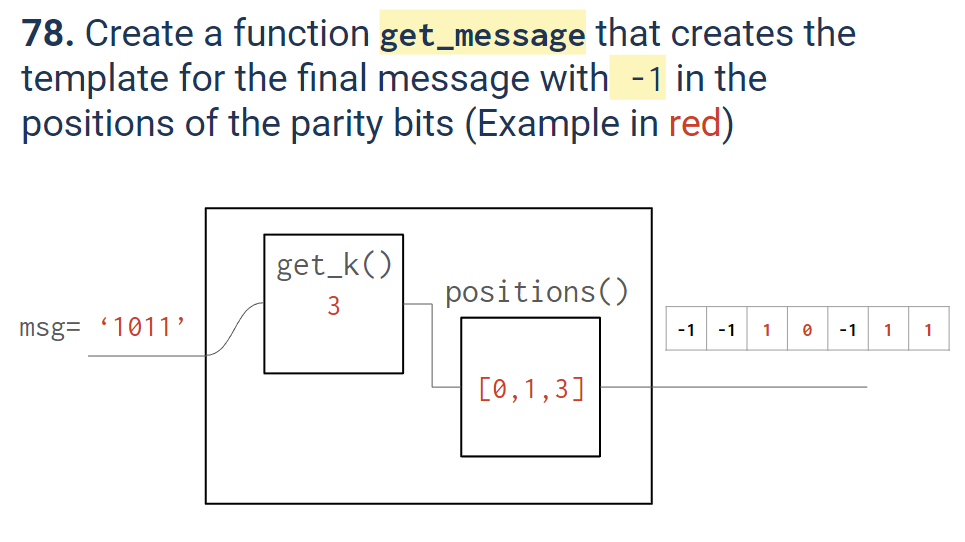 78. Create a function get_message that creates the
template for the final message with -1 in the
positions of the parity bits (Example in red)
get_k()
3
positions()
msg= ‘1011’
-1 -1 1 0 -1 1 1
[0,1,3]